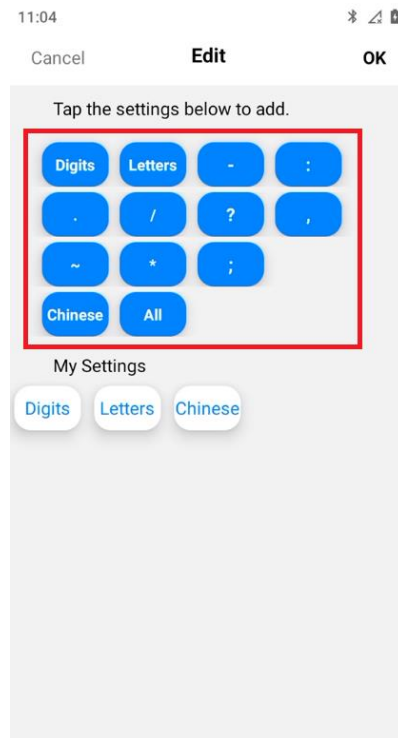 11:04
Cancel Edit OK
Tap the settings below to add.
Digits Letters - :
. / ? ,
~ * ;
Chinese All
My Settings
Digits Letters Chinese